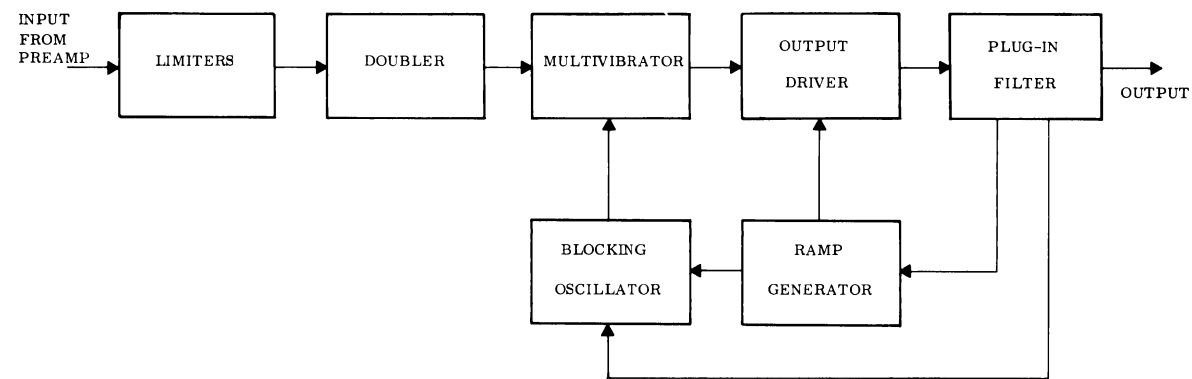 INPUT
FROM
PREAMP
LIMITERS
DOUBLER
MULTIVIBRATOR
OUTPUT
DRIVER
PLUG-IN
FILTER
OUTPUT
BLOCKING
OSCILLATOR
RAMP
GENERATOR